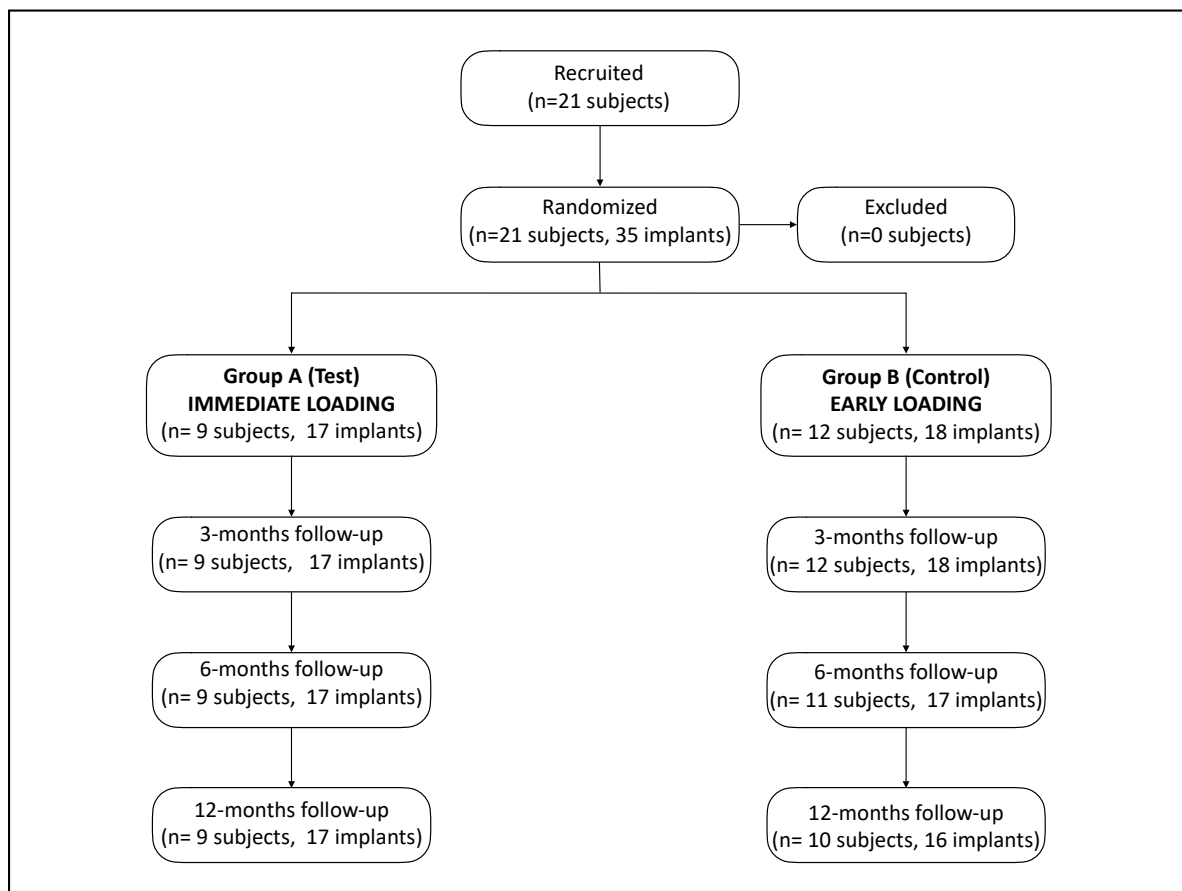 Recruited
(n=21 subjects)
Randomized
(n=21 subjects, 35 implants)
Excluded
(n=0 subjects)
Group A (Test)
IMMEDIATE LOADING
(n= 9 subjects, 17 implants)
Group B (Control)
EARLY LOADING
(n= 12 subjects, 18 implants)
3-months follow-up
(n= 9 subjects, 17 implants)
3-months follow-up
(n= 12 subjects, 18 implants)
6-months follow-up
(n= 9 subjects, 17 implants)
6-months follow-up
(n= 11 subjects, 17 implants)
12-months follow-up
(n= 9 subjects, 17 implants)
12-months follow-up
(n= 10 subjects, 16 implants)